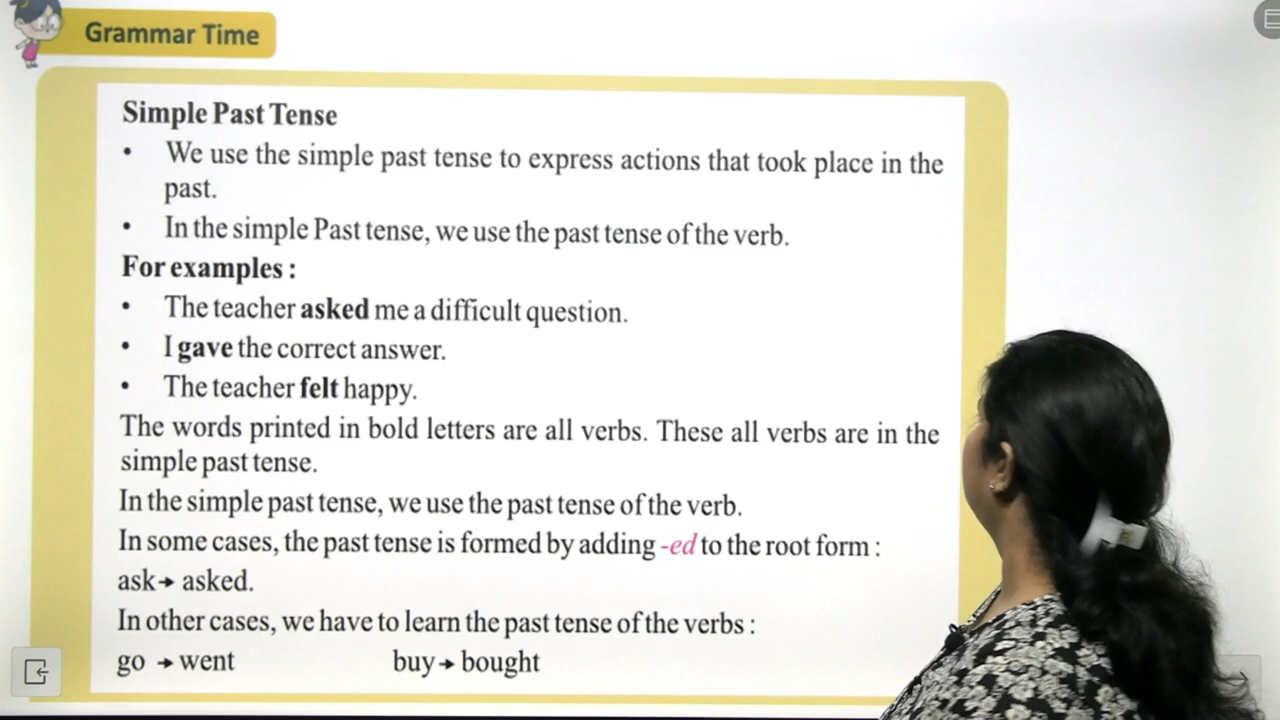 Grammar Time
Simple Past Tense
• We use the simple past tense to express actions that took place in the
past.
• In the simple Past tense, we use the past tense of the verb.
For examples :
• The teacher asked me a difficult question.
• I gave the correct answer.
• The teacher felt happy.
The words printed in bold letters are all verbs. These all verbs are in the
simple past tense.
In the simple past tense, we use the past tense of the verb.
In some cases, the past tense is formed by adding -ed to the root form :
ask → asked.
In other cases, we have to learn the past tense of the verbs :
go → went buy → bought